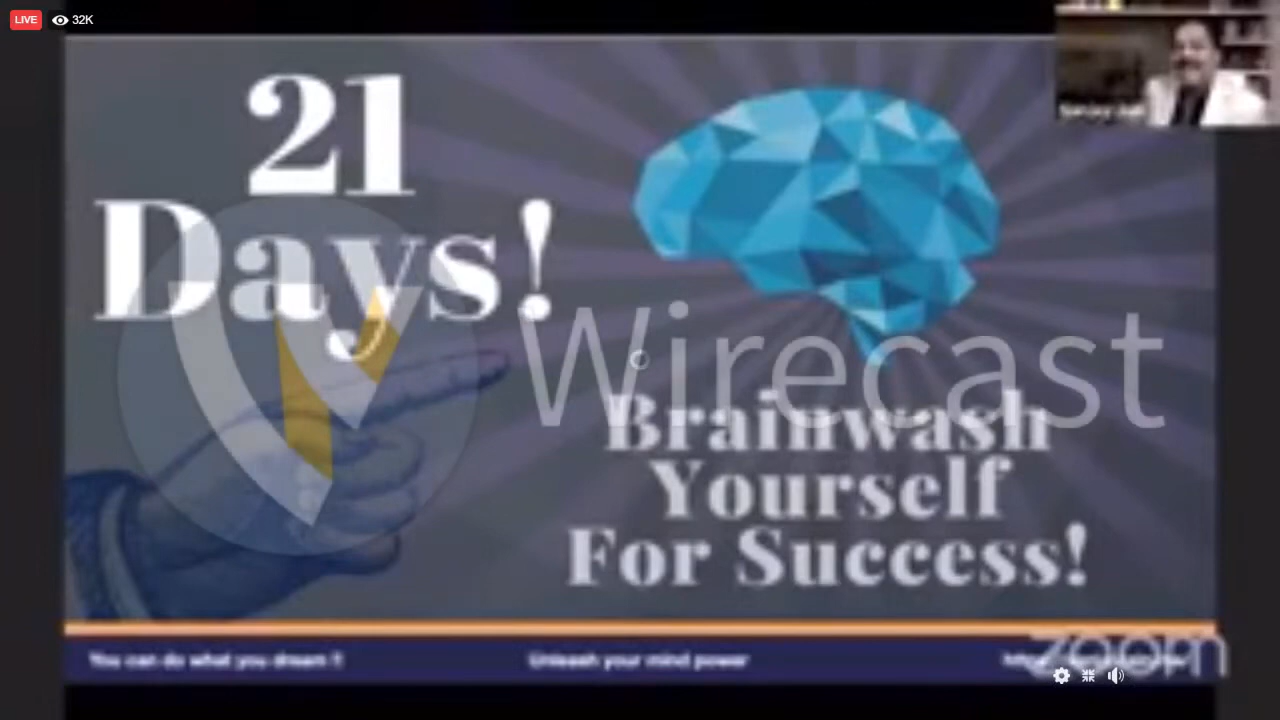 LIVE 32K
21
Days!
Wirecast
Brainwash
Yourself
For Success!
You can do what you dream !!
Unleash your mind power
zoom